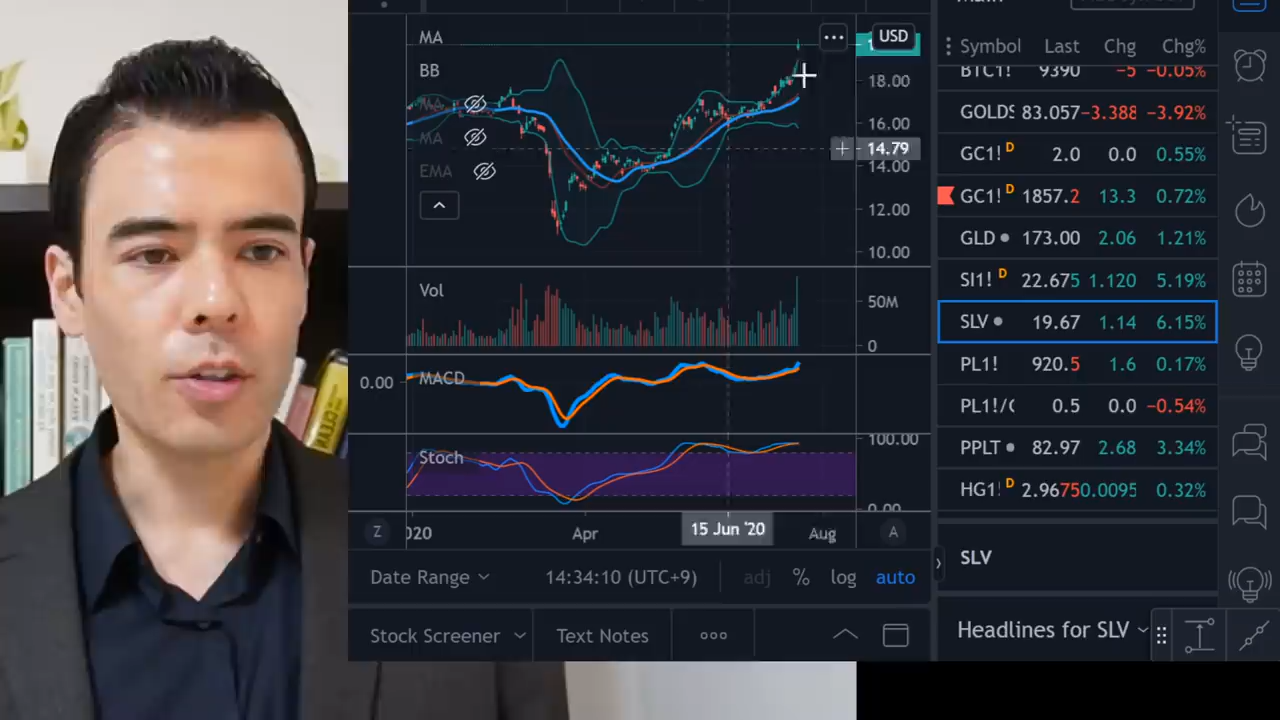 MA
BB
MA
MA
EMA
USD
18.00
16.00
14.79
14.00
12.00
10.00
Vol
50M
0
0.00
MACD
100.00
Stoch
0.00
Z
020
Apr
15 Jun '20
Aug
A
Date Range
14:34:10 (UTC+9)
adj
%
log
auto
Stock Screener
Text Notes
Symbol Last Chg Chg%
BTC1! 9390 −5 −0.05%
GOLDS 83.057 −3.388 −3.92%
GC1! D 2.0 0.0 0.55%
GC1! D 1857.2 13.3 0.72%
GLD 173.00 2.06 1.21%
SI1! D 22.675 1.120 5.19%
SLV 19.67 1.14 6.15%
PL1! 920.5 1.6 0.17%
PL1!/ 0.5 0.0 −0.54%
PPLT 82.97 2.68 3.34%
HG1! D 2.9675 0.0095 0.32%
SLV
Headlines for SLV